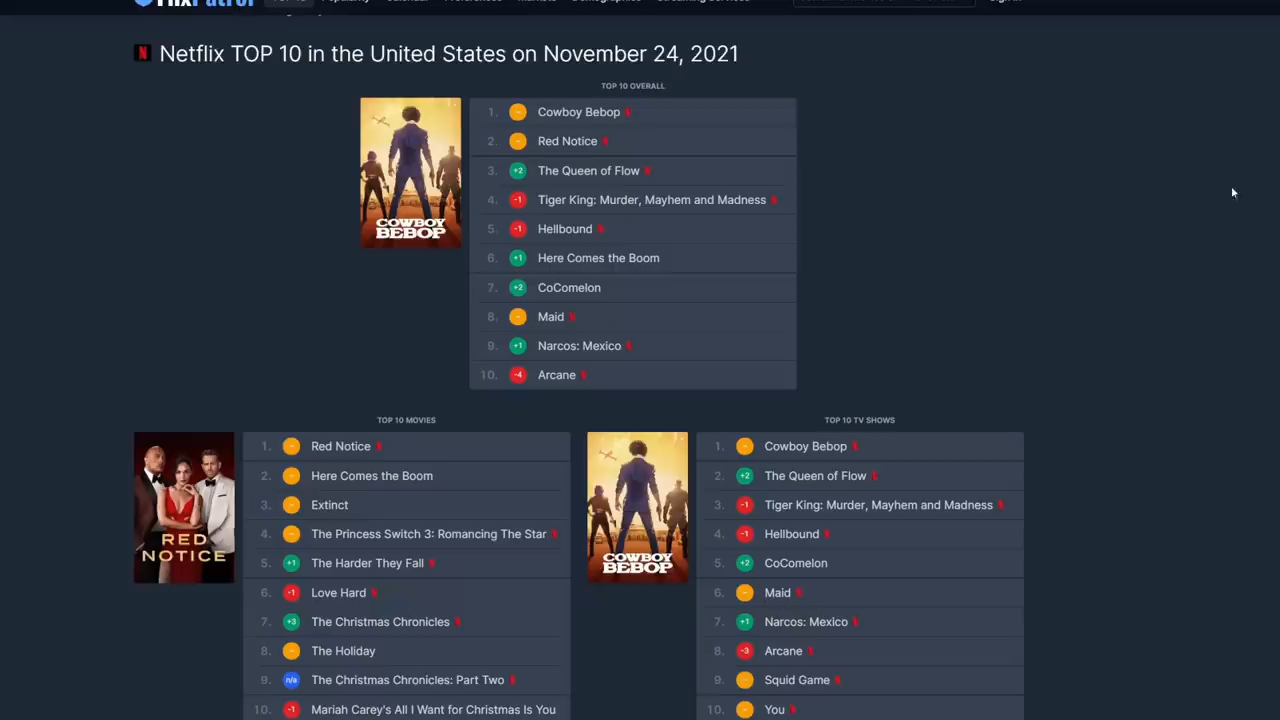 FlixPatrol
Netflix TOP 10 in the United States on November 24, 2021
TOP 10 OVERALL
COWBOY
BEBOP
1. – Cowboy Bebop N
2. – Red Notice N
3. +2 The Queen of Flow N
4. -1 Tiger King: Murder, Mayhem and Madness N
5. -1 Hellbound N
6. +1 Here Comes the Boom
7. +2 CoComelon
8. – Maid N
9. +1 Narcos: Mexico N
10. -4 Arcane N
TOP 10 MOVIES
RED
NOTICE
1. – Red Notice N
2. – Here Comes the Boom
3. – Extinct
4. – The Princess Switch 3: Romancing The Star N
5. +1 The Harder They Fall N
6. -1 Love Hard N
7. +3 The Christmas Chronicles N
8. – The Holiday
9. n/a The Christmas Chronicles: Part Two N
10. -1 Mariah Carey's All I Want for Christmas Is You
TOP 10 TV SHOWS
COWBOY
BEBOP
1. – Cowboy Bebop N
2. +2 The Queen of Flow N
3. -1 Tiger King: Murder, Mayhem and Madness N
4. -1 Hellbound N
5. +2 CoComelon
6. – Maid N
7. +1 Narcos: Mexico N
8. -3 Arcane N
9. – Squid Game N
10. – You N